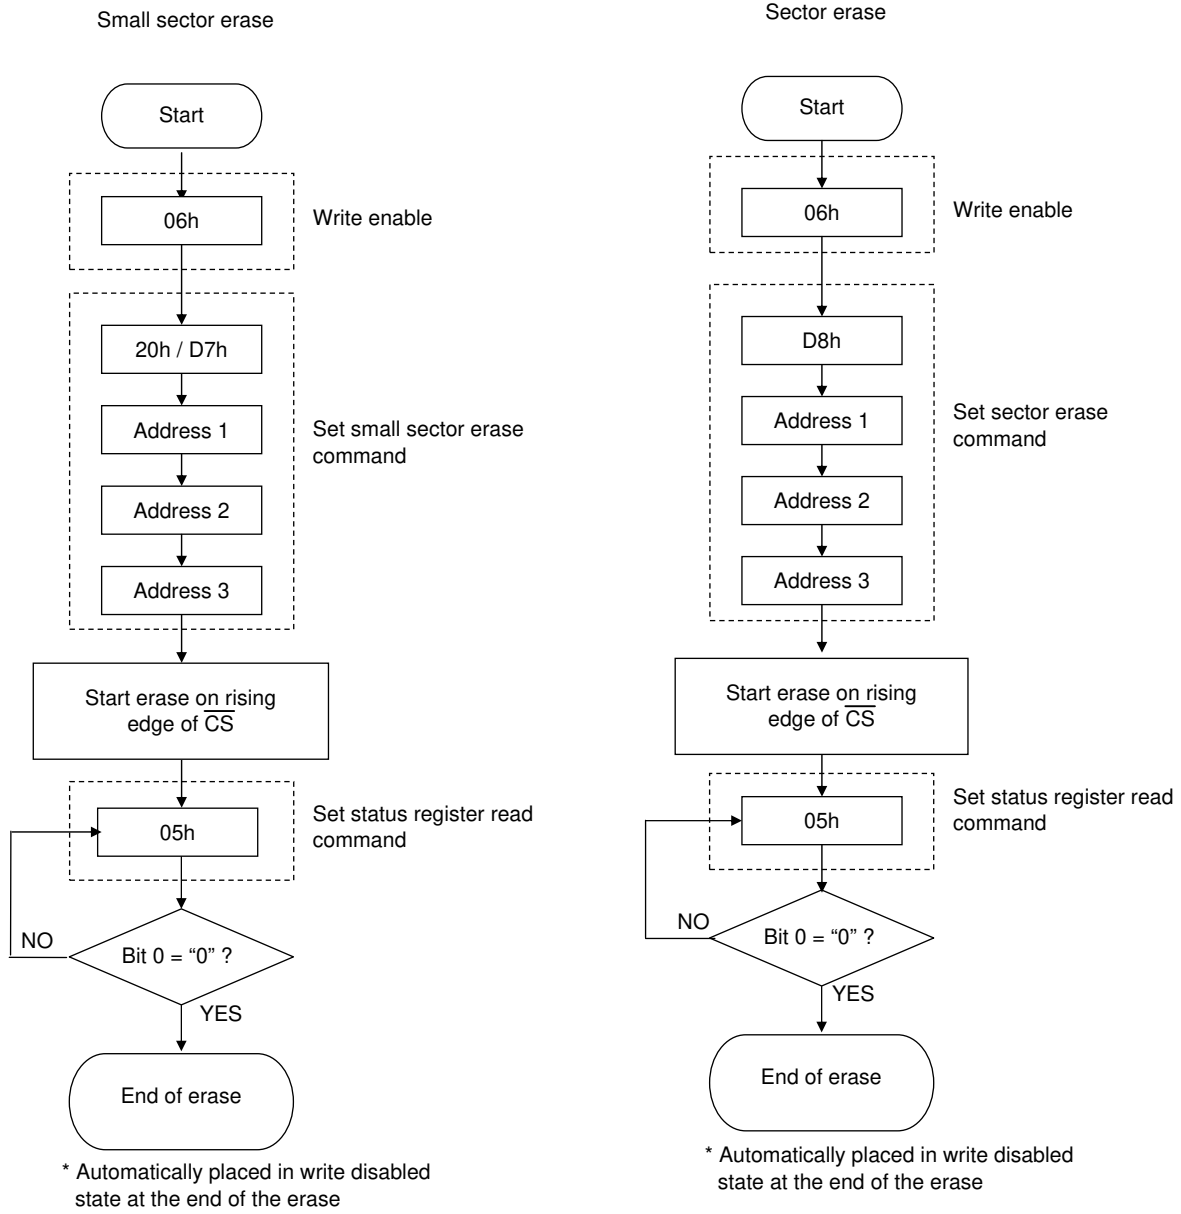 Small sector erase
Start
06h
Write enable
20h / D7h
Address 1
Set small sector erase
command
Address 2
Address 3
Start erase on rising
edge of CS
05h
Set status register read
command
NO
Bit 0 = “0” ?
YES
End of erase
* Automatically placed in write disabled
state at the end of the erase
Sector erase
Start
06h
Write enable
D8h
Address 1
Set sector erase
command
Address 2
Address 3
Start erase on rising
edge of CS
05h
Set status register read
command
NO
Bit 0 = “0” ?
YES
End of erase
* Automatically placed in write disabled
state at the end of the erase